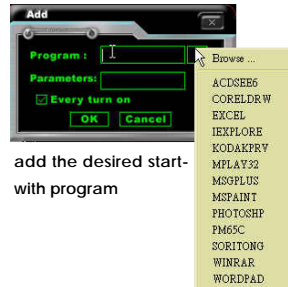 Add
Program :
Parameters:
Every turn on
OK
Cancel
add the desired start-
with program
Browse ...
ACDSEE6
CORELDRW
EXCEL
IEXPLORE
KODAKPRV
MPLAY32
MSGPLUS
MSPAINT
PHOTOSHP
PM65C
SORITONG
WINRAR
WORDPAD